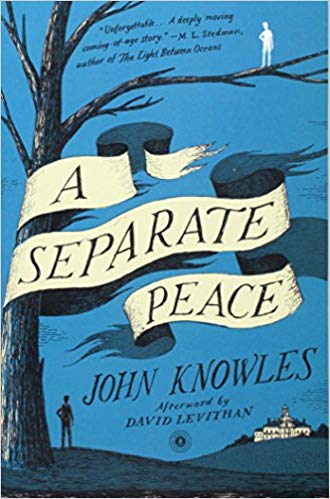 "Unforgettable... A deeply moving
coming-of-age story." —M. L. Stedman,
author of The Light Between Oceans
A
SEPARATE
PEACE
JOHN KNOWLES
Afterword by
DAVID LEVITHAN